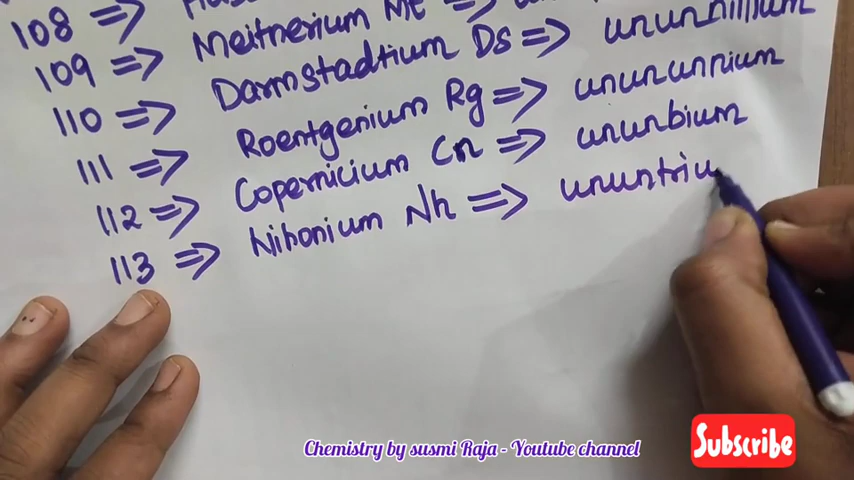 108 =>
109 => Meitnerium Mt =>
110 => Darmstadtium Ds => ununnillium
111 => Roentgenium Rg => unununnium
112 => Copernicium Cn => ununbium
113 => Nihonium Nh => ununtriu
Chemistry by susmi Raja - Youtube channel
Subscribe